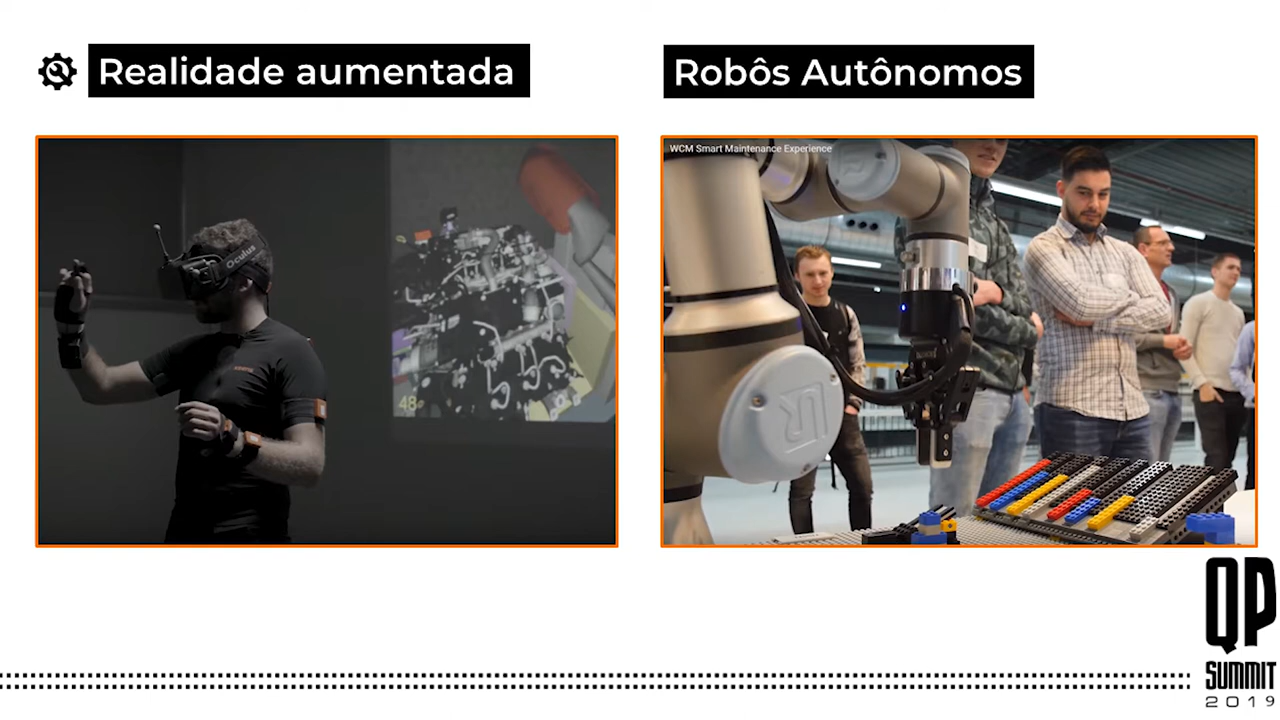 Realidade aumentada
Robôs Autônomos
WCM Smart Maintenance Experience
Oculus
48°
UR
QP
SUMMIT
2019